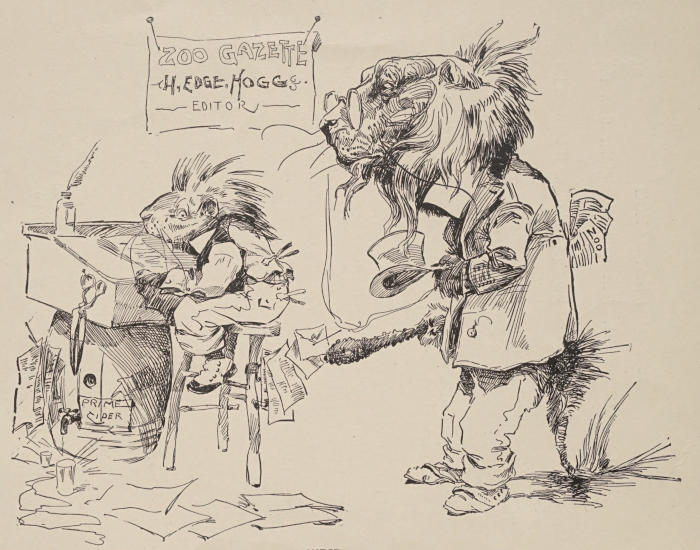 ZOO GAZETTE
H. EDGE. HOGG.
EDITOR
ZOO
PRIME
CIDER